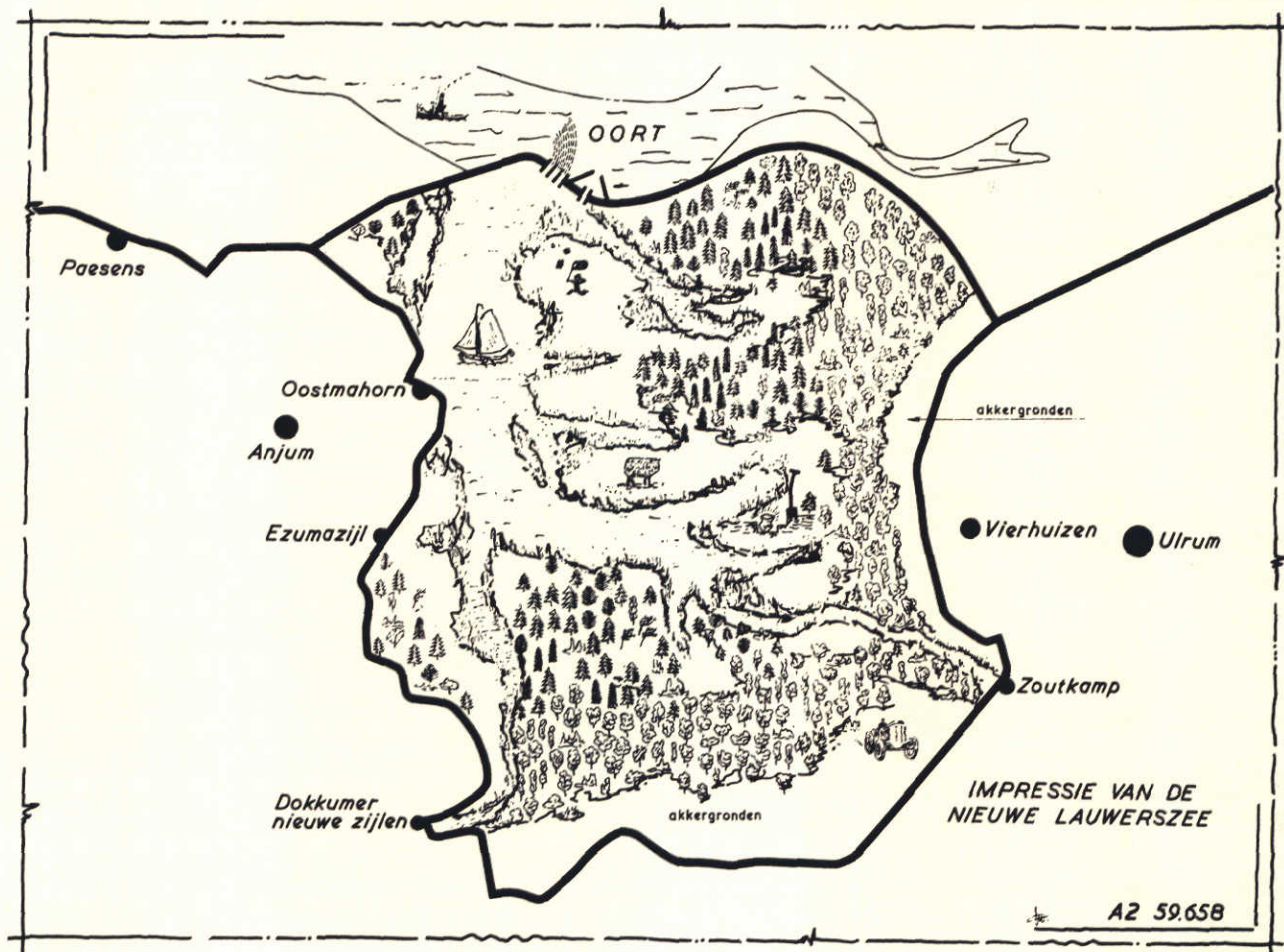 OORT
Paesens
Oostmahorn
akkergronden
Anjum
Ezumazijl
Vierhuizen
Ulrum
Zoutkamp
IMPRESSIE VAN DE
NIEUWE LAUWERSZEE
Dokkumer
nieuwe zijlen
akkergronden
A2 59.658